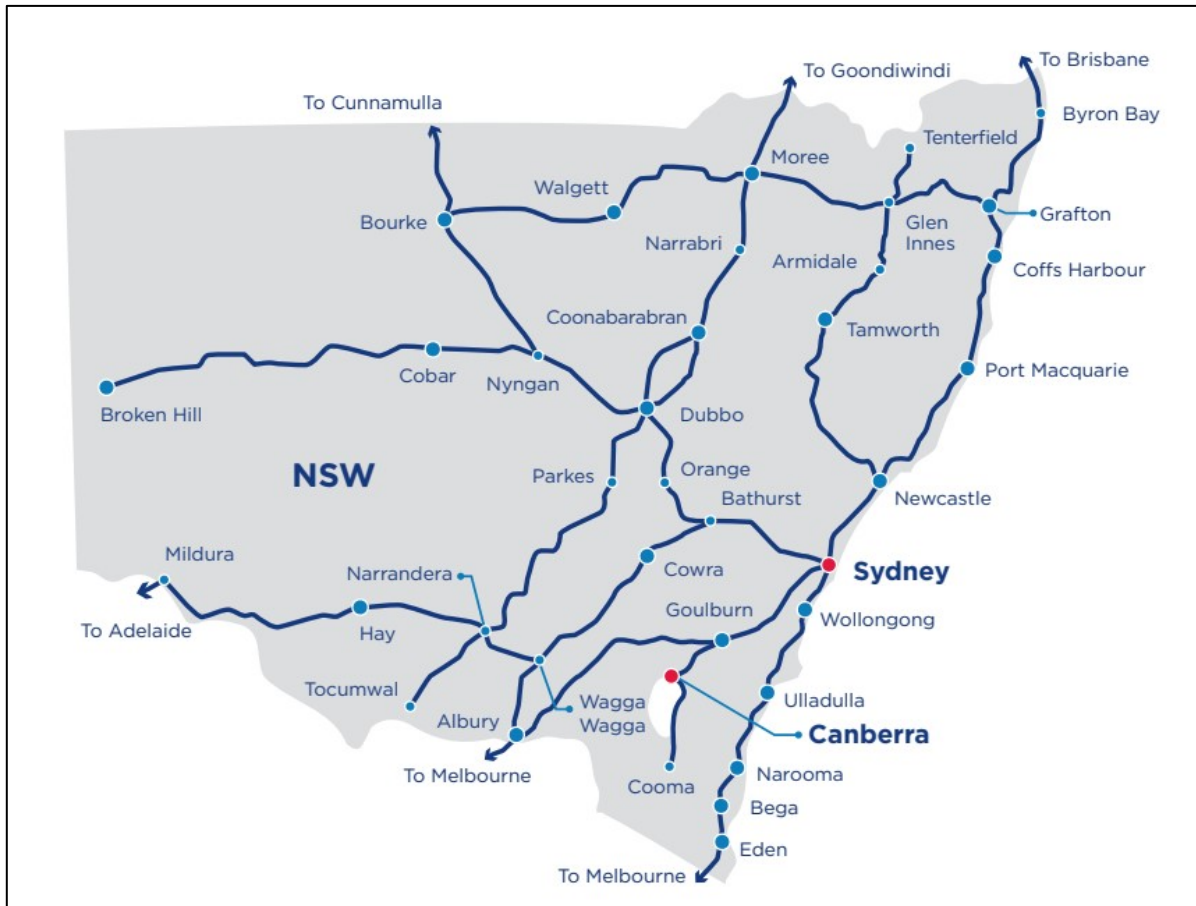 To Brisbane
To Goondiwindi
To Cunnamulla
Byron Bay
Tenterfield
Moree
Walgett
Bourke
Grafton
Glen
Innes
Narrabri
Armidale
Coffs Harbour
Coonabarabran
Tamworth
Port Macquarie
Cobar
Nyngan
Broken Hill
Dubbo
NSW
Parkes
Orange
Bathurst
Newcastle
Mildura
Narrandera
Cowra
Sydney
Goulburn
Wollongong
To Adelaide
Hay
Tocumwal
Wagga
Wagga
Ulladulla
Albury
Canberra
To Melbourne
Cooma
Narooma
Bega
Eden
To Melbourne